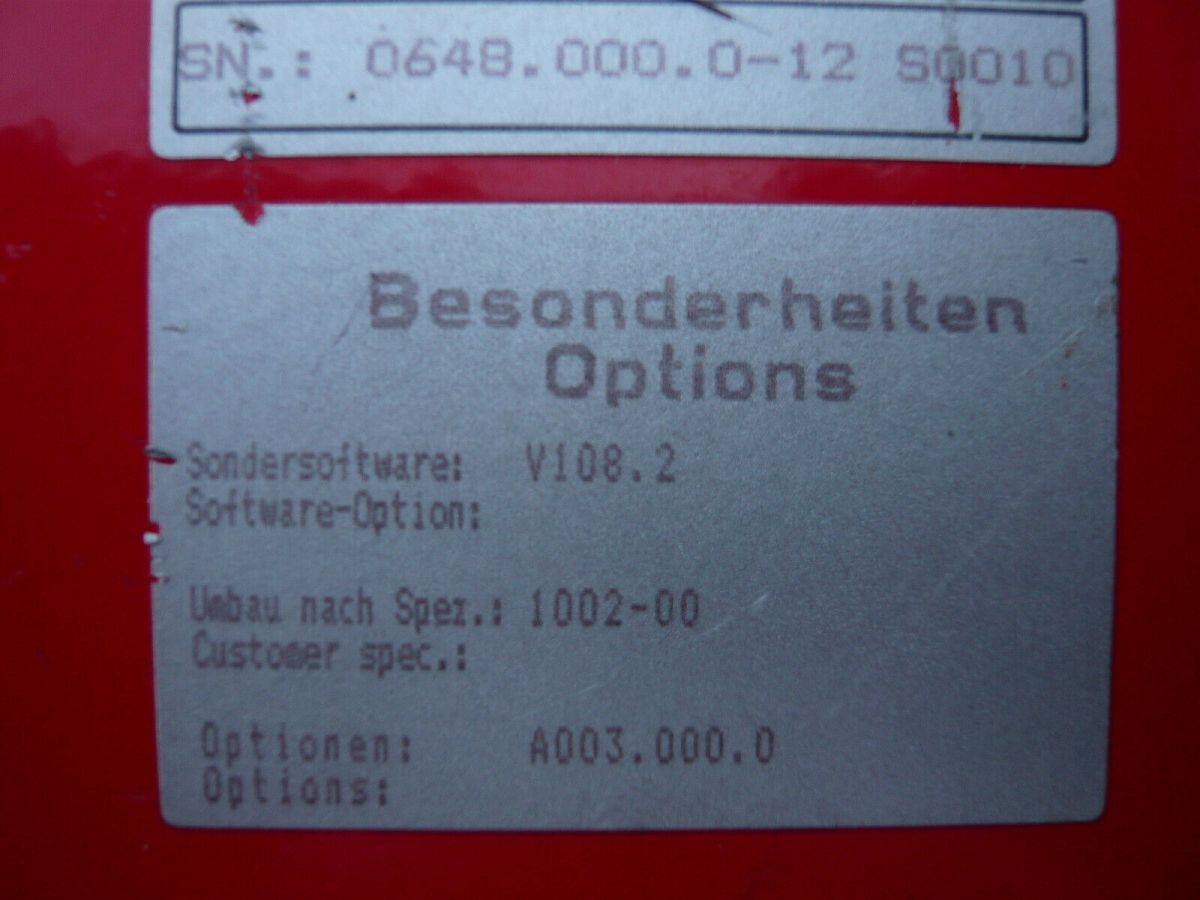 SN.: 0648.000.0-12 S0010
Besonderheiten
Options
Sondersoftware: V108.2
Software-Option:
Umbau nach Spez.: 1002-00
Customer spec.:
Optionen: A003.000.0
Options: